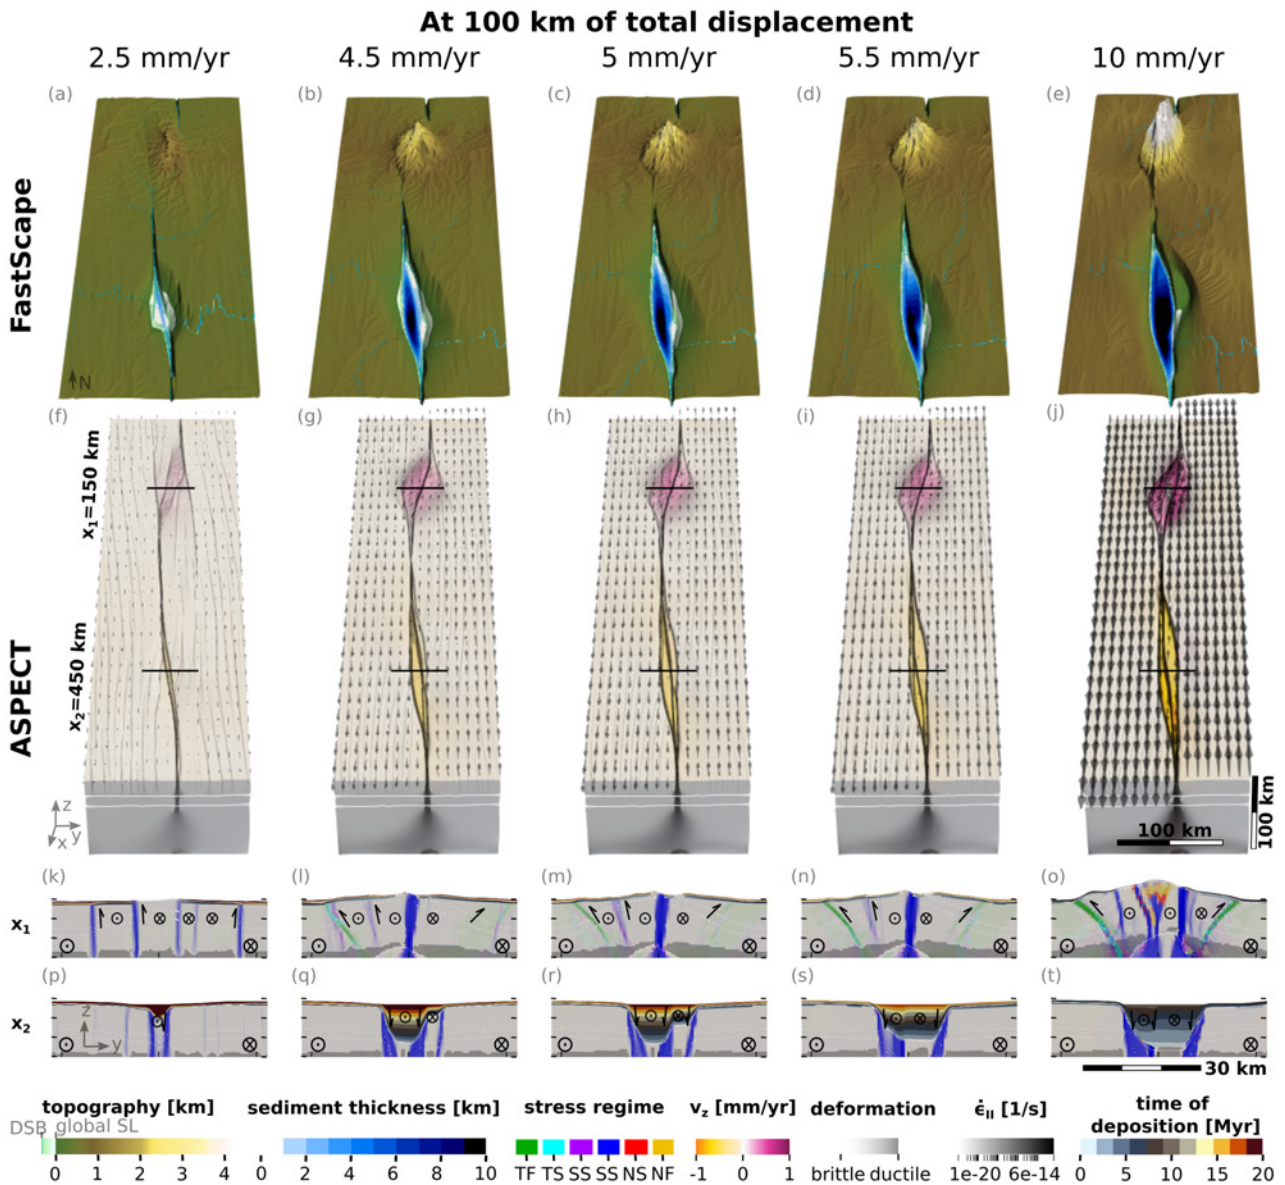 At 100 km of total displacement
2.5 mm/yr 4.5 mm/yr 5 mm/yr 5.5 mm/yr 10 mm/yr
(a) (b) (c) (d) (e)
FastScape
N
(f) (g) (h) (i) (j)
x₁=150 km
x₂=450 km
ASPECT
z
y
x
100 km
100 km
(k) (l) (m) (n) (o)
x₁
(p) (q) (r) (s) (t)
x₂
z
y
30 km
topography [km] sediment thickness [km] stress regime v_z [mm/yr] deformation ε̇_II [1/s] time of deposition [Myr]
DSB global SL
0 1 2 3 4 0 2 4 6 8 10 TF TS SS SS NS NF -1 0 1 brittle ductile 1e-20 6e-14 0 5 10 15 20